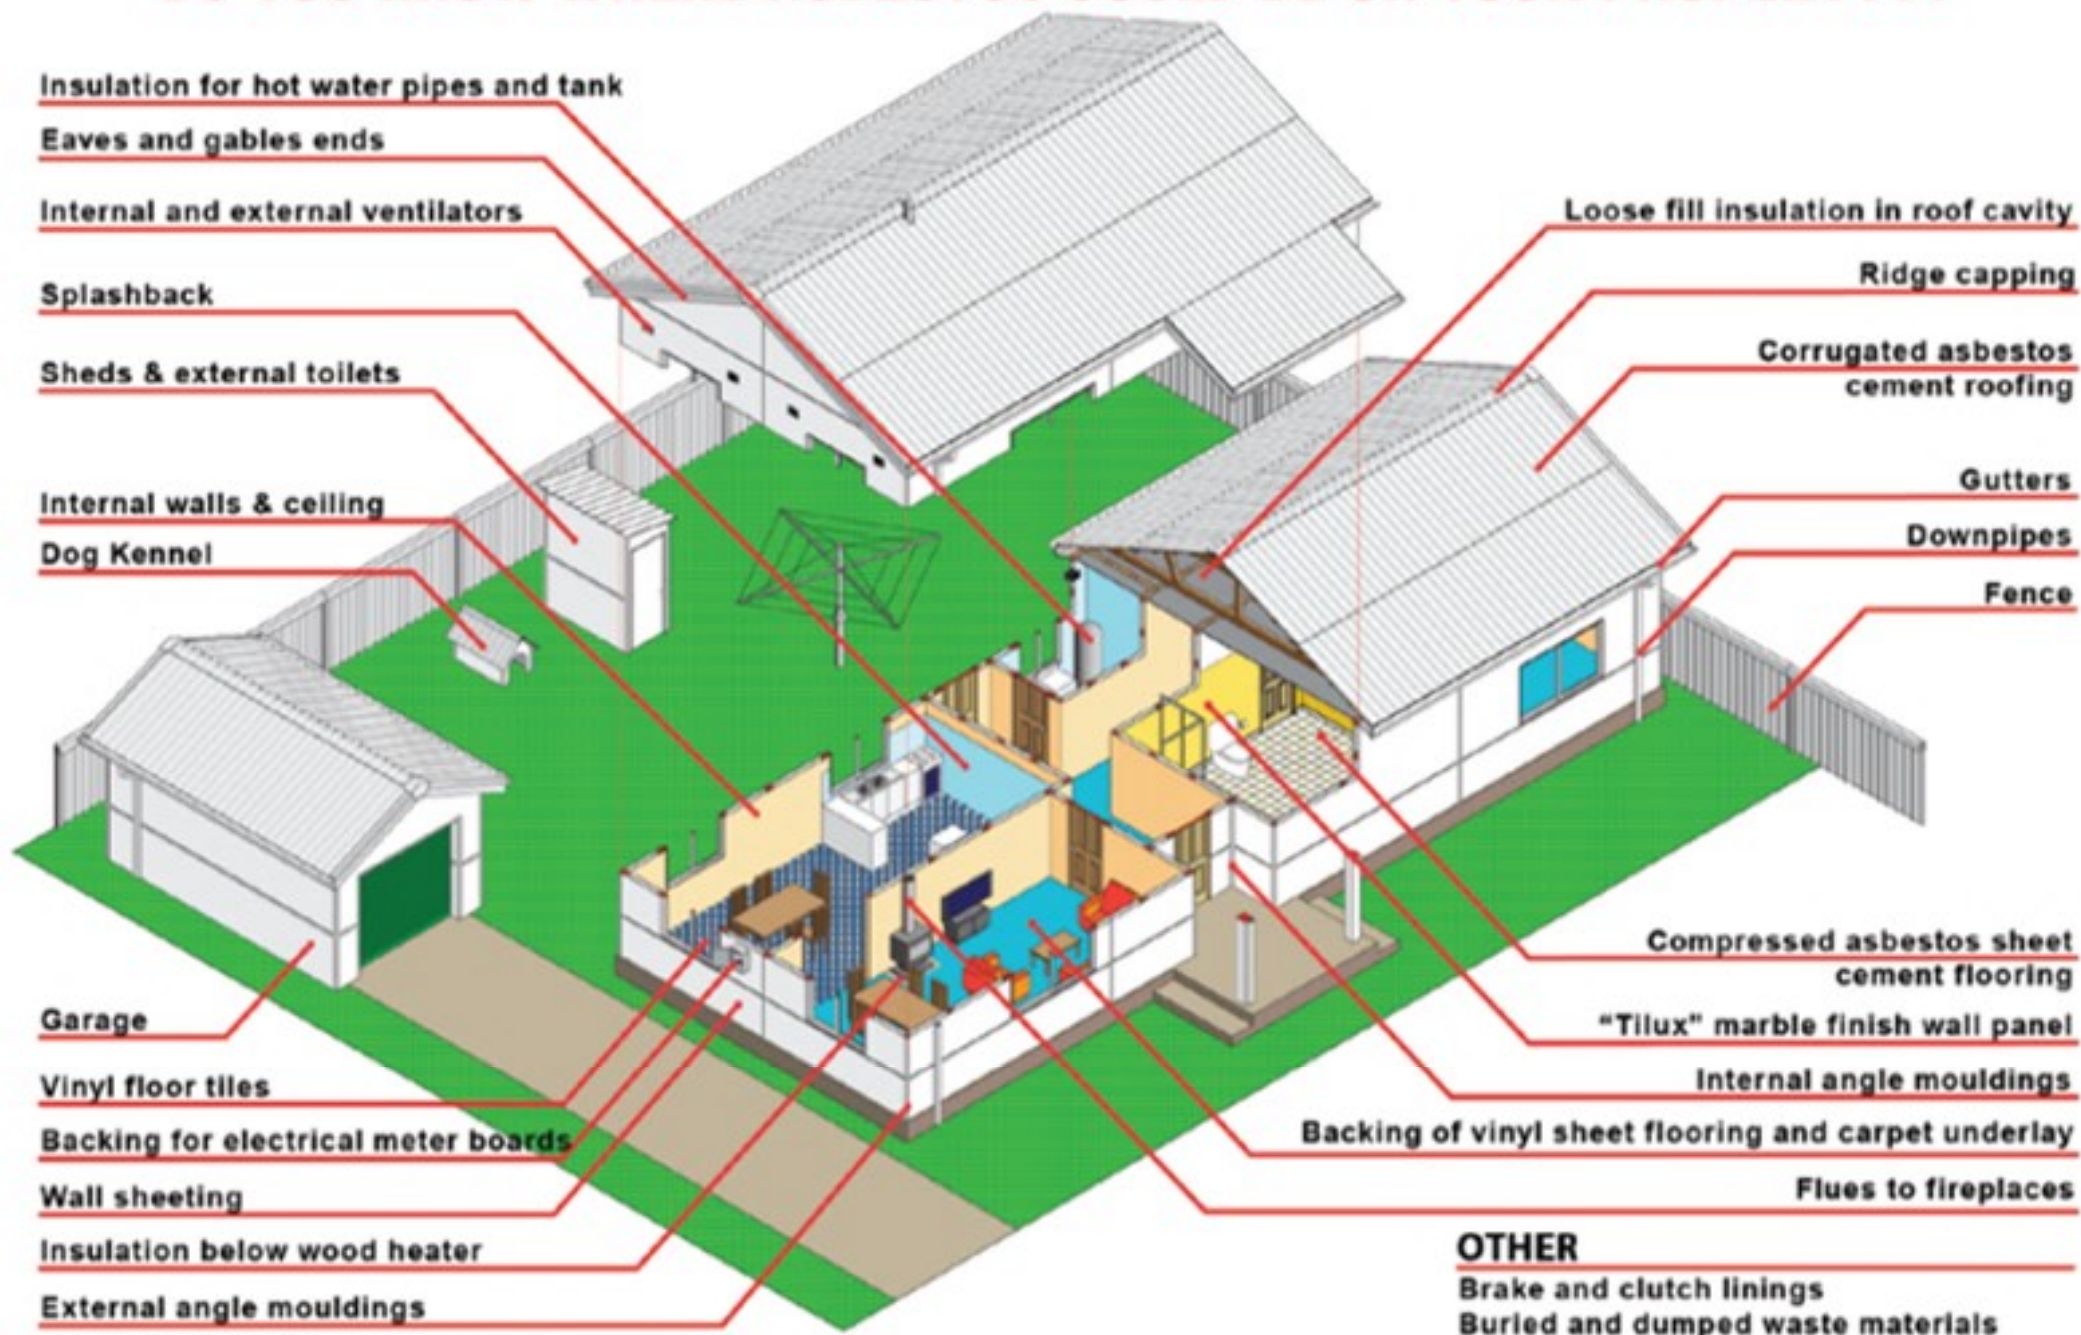 Insulation for hot water pipes and tank
Eaves and gables ends
Internal and external ventilators
Splashback
Sheds & external toilets
Internal walls & ceiling
Dog Kennel
Garage
Vinyl floor tiles
Backing for electrical meter boards
Wall sheeting
Insulation below wood heater
External angle mouldings
Loose fill insulation in roof cavity
Ridge capping
Corrugated asbestos
cement roofing
Gutters
Downpipes
Fence
Compressed asbestos sheet
cement flooring
“Tilux” marble finish wall panel
Internal angle mouldings
Backing of vinyl sheet flooring and carpet underlay
Flues to fireplaces
OTHER
Brake and clutch linings
Buried and dumped waste materials